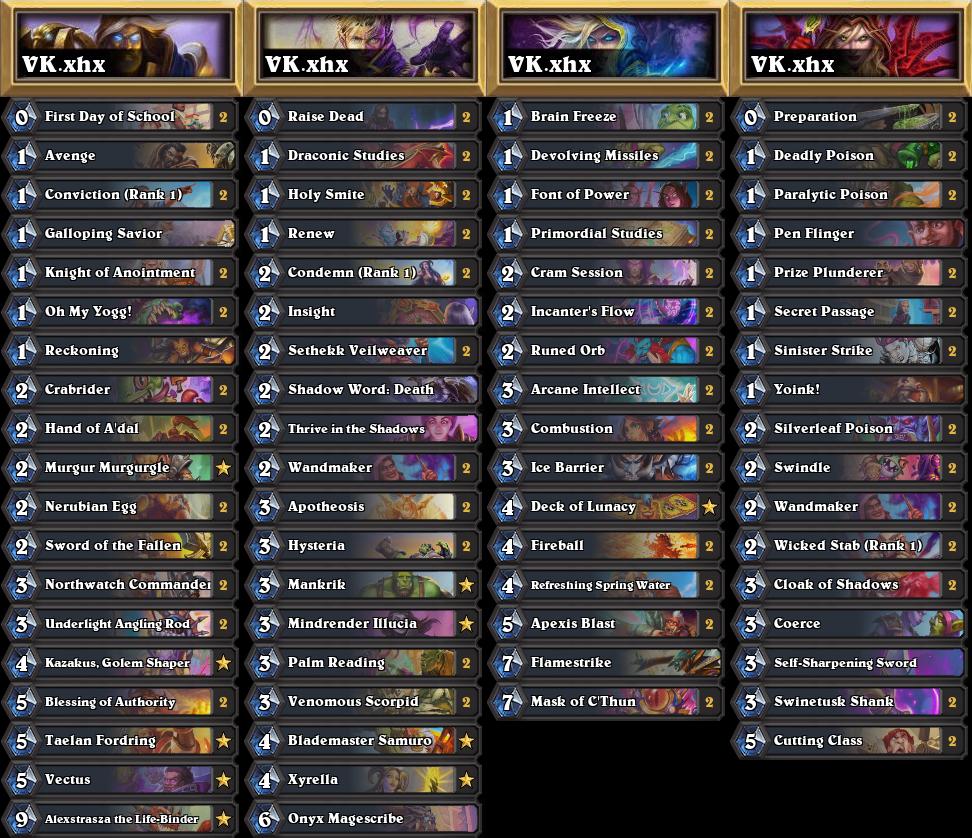 VK.xhx
0 First Day of School 2
1 Avenge
1 Conviction (Rank 1) 2
1 Galloping Savior
1 Knight of Anointment 2
1 Oh My Yogg! 2
1 Reckoning
2 Crabrider 2
2 Hand of A'dal 2
2 Murgur Murgurgle
2 Nerubian Egg 2
2 Sword of the Fallen 2
3 Northwatch Commander 2
3 Underlight Angling Rod 2
4 Kazakus, Golem Shaper
5 Blessing of Authority 2
5 Taelan Fordring
5 Vectus
9 Alexstrasza the Life-Binder
VK.xhx
0 Raise Dead 2
1 Draconic Studies 2
1 Holy Smite 2
1 Renew 2
2 Condemn (Rank 1) 2
2 Insight
2 Sethekk Veilweaver 2
2 Shadow Word: Death
2 Thrive in the Shadows
2 Wandmaker 2
3 Apotheosis 2
3 Hysteria 2
3 Mankrik
3 Mindrender Illucia
3 Palm Reading 2
3 Venomous Scorpid 2
4 Blademaster Samuro
4 Xyrella
6 Onyx Magescribe
VK.xhx
1 Brain Freeze 2
1 Devolving Missiles 2
1 Font of Power 2
1 Primordial Studies 2
2 Cram Session 2
2 Incanter's Flow 2
2 Runed Orb 2
3 Arcane Intellect 2
3 Combustion 2
3 Ice Barrier 2
4 Deck of Lunacy
4 Fireball 2
4 Refreshing Spring Water 2
5 Apexis Blast 2
7 Flamestrike
7 Mask of C'Thun 2
VK.xhx
0 Preparation 2
1 Deadly Poison 2
1 Paralytic Poison 2
1 Pen Flinger
1 Prize Plunderer 2
1 Secret Passage 2
1 Sinister Strike 2
1 Yoink!
2 Silverleaf Poison 2
2 Swindle 2
2 Wandmaker 2
2 Wicked Stab (Rank 1) 2
3 Cloak of Shadows 2
3 Coerce
3 Self-Sharpening Sword
3 Swinetusk Shank 2
5 Cutting Class 2